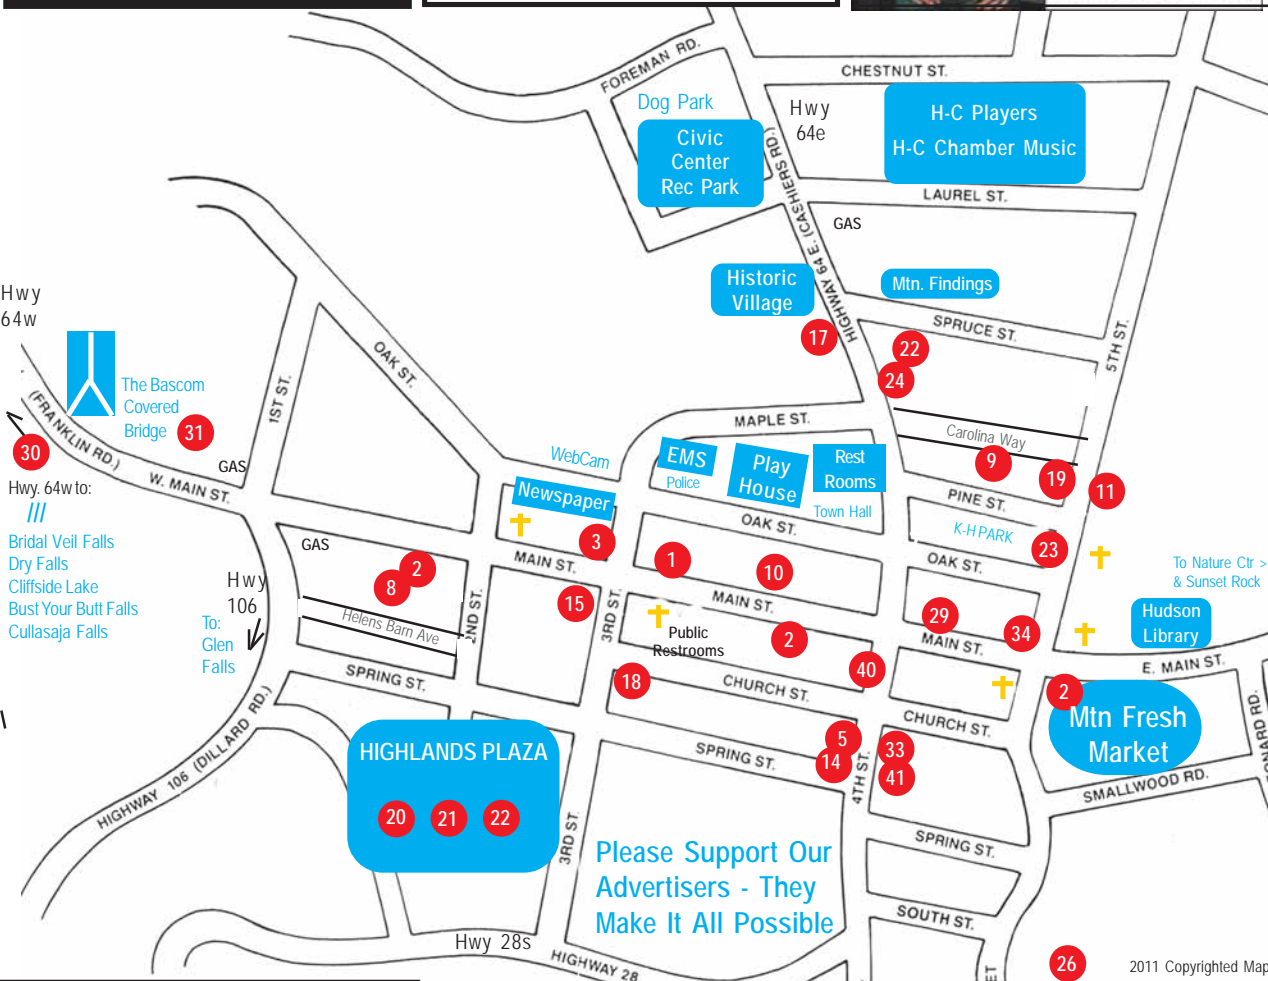 FOREMAN RD.
CHESTNUT ST.
Dog Park
Civic
Center
Rec Park
Hwy
64e
H-C Players
H-C Chamber Music
LAUREL ST.
GAS
HIGHWAY 64 E. (CASHIERS RD.)
Historic
Village
Mtn. Findings
SPRUCE ST.
5TH ST.
17
22
24
Hwy
64w
The Bascom
Covered
Bridge
31
30
(FRANKLIN RD.)
W. MAIN ST.
GAS
1ST ST.
OAK ST.
MAPLE ST.
Carolina Way
9
19
11
WebCam
Newspaper
EMS
Police
Play
House
Rest
Rooms
Town Hall
PINE ST.
K-H PARK
23
OAK ST.
OAK ST.
Hwy. 64w to:
///
Bridal Veil Falls
Dry Falls
Cliffside Lake
Bust Your Butt Falls
Cullasaja Falls
GAS
2
8
Hwy
106
To:
Glen
Falls
Helens Barn Ave
2ND ST.
MAIN ST.
3
15
3RD ST.
1
10
MAIN ST.
Public
Restrooms
2
40
29
34
MAIN ST.
To Nature Ctr >
& Sunset Rock
Hudson
Library
E. MAIN ST.
2
Mtn Fresh
Market
SMALLWOOD RD.
ONARD RD.
SPRING ST.
18
CHURCH ST.
CHURCH ST.
SPRING ST.
5
14
4TH ST.
33
41
HIGHWAY 106 (DILLARD RD.)
HIGHLANDS PLAZA
20
21
22
3RD ST.
Please Support Our
Advertisers - They
Make It All Possible
SPRING ST.
SOUTH ST.
Hwy 28s
HIGHWAY 28
26
ET
2011 Copyrighted Map